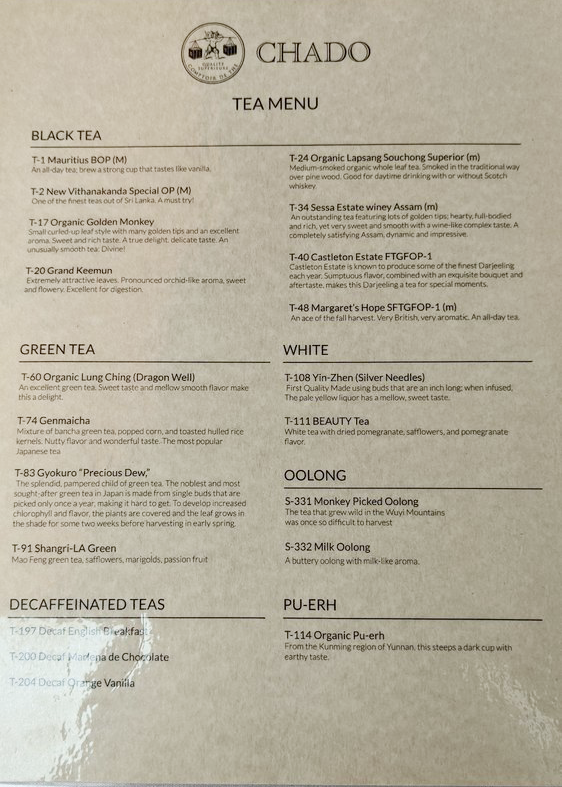 QUALITÉ
SUPÉRIEURE
COMPTOIR DE THÉ
CHADO
TEA MENU
BLACK TEA
T-1 Mauritius BOP (M)
An all-day tea; brew a strong cup that tastes like vanilla.
T-2 New Vithanakanda Special OP (M)
One of the finest teas out of Sri Lanka. A must try!
T-17 Organic Golden Monkey
Small curled-up leaf style with many golden tips and an excellent
aroma. Sweet and rich taste. A true delight, delicate taste. An
unusually smooth tea: Divine!
T-20 Grand Keemun
Extremely attractive leaves. Pronounced orchid-like aroma, sweet
and flowery. Excellent for digestion.
T-24 Organic Lapsang Souchong Superior (m)
Medium-smoked organic whole leaf tea. Smoked in the traditional way
over pine wood. Good for daytime drinking with or without Scotch
whiskey.
T-34 Sessa Estate winey Assam (m)
An outstanding tea featuring lots of golden tips; hearty, full-bodied
and rich, yet very sweet and smooth with a wine-like complex taste. A
completely satisfying Assam, dynamic and impressive.
T-40 Castleton Estate FTGFOP-1
Castleton Estate is known to produce some of the finest Darjeeling
each year. Sumptuous flavor, combined with an exquisite bouquet and
aftertaste, makes this Darjeeling a tea for special moments.
T-48 Margaret's Hope SFTGFOP-1 (m)
An ace of the fall harvest. Very British, very aromatic. An all-day tea.
GREEN TEA
T-60 Organic Lung Ching (Dragon Well)
An excellent green tea. Sweet taste and mellow smooth flavor make
this a delight.
T-74 Genmaicha
Mixture of bancha green tea, popped corn, and toasted hulled rice
kernels. Nutty flavor and wonderful taste. The most popular
Japanese tea
T-83 Gyokuro "Precious Dew,"
The splendid, pampered child of green tea. The noblest and most
sought-after green tea in Japan is made from single buds that are
picked only once a year, making it hard to get. To develop increased
chlorophyll and flavor, the plants are covered and the leaf grows in
the shade for some two weeks before harvesting in early spring.
T-91 Shangri-LA Green
Mao Feng green tea, safflowers, marigolds, passion fruit
WHITE
T-108 Yin-Zhen (Silver Needles)
First Quality Made using buds that are an inch long; when infused,
The pale yellow liquor has a mellow, sweet taste.
T-111 BEAUTY Tea
White tea with dried pomegranate, safflowers, and pomegranate
flavor.
OOLONG
S-331 Monkey Picked Oolong
The tea that grew wild in the Wuyi Mountains
was once so difficult to harvest
S-332 Milk Oolong
A buttery oolong with milk-like aroma.
DECAFFEINATED TEAS
T-197 Decaf English Breakfast
T-200 Decaf Marlena de Chocolate
T-204 Decaf Orange Vanilla
PU-ERH
T-114 Organic Pu-erh
From the Kunming region of Yunnan, this steeps a dark cup with
earthy taste.